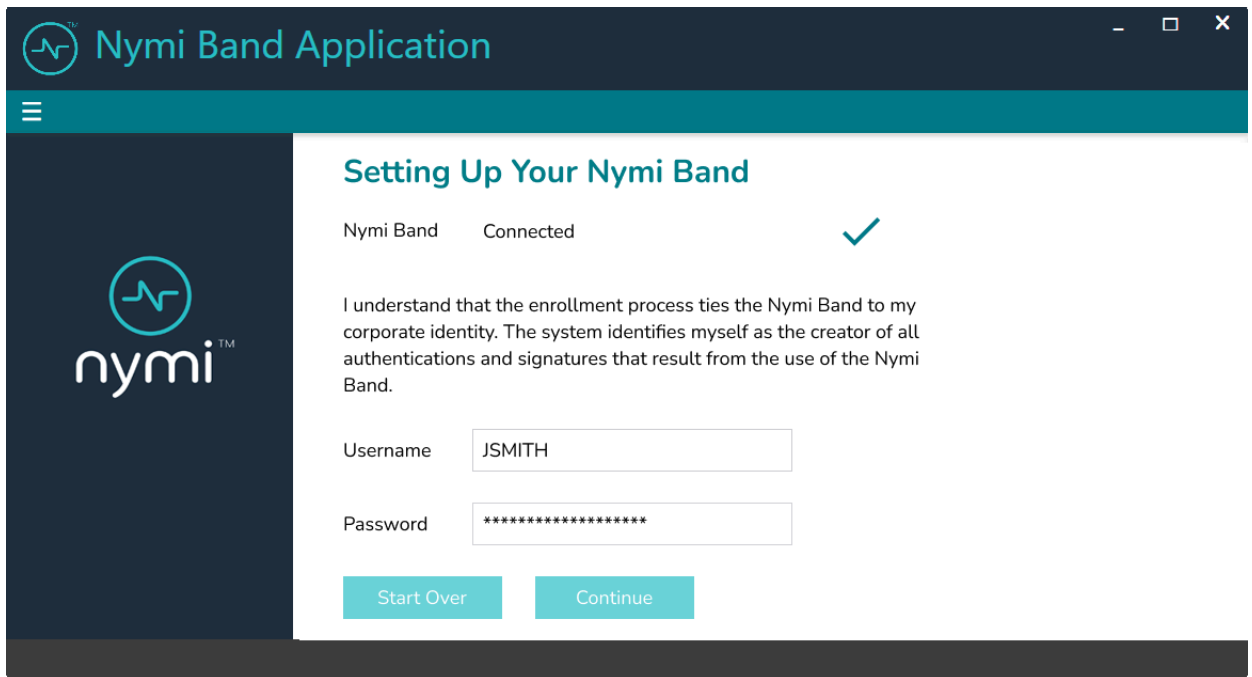 Nymi Band Application
Setting Up Your Nymi Band
Nymi Band Connected
I understand that the enrollment process ties the Nymi Band to my
corporate identity. The system identifies myself as the creator of all
authentications and signatures that result from the use of the Nymi
Band.
nymi™
Username JSMITH
Password *******************
Start Over Continue